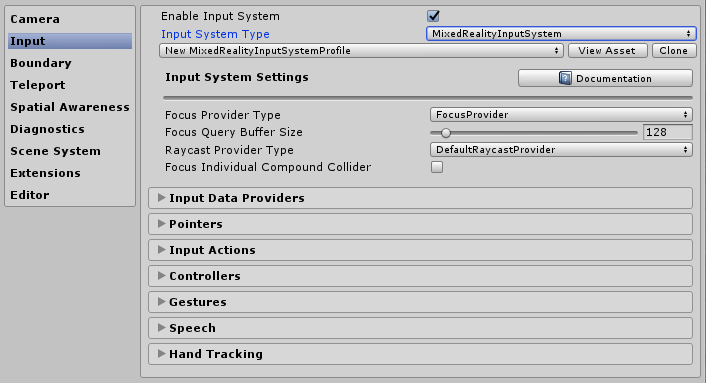 Camera
Input
Boundary
Teleport
Spatial Awareness
Diagnostics
Scene System
Extensions
Editor
Enable Input System
Input System Type MixedRealityInputSystem
New MixedRealityInputSystemProfile View Asset Clone
Input System Settings Documentation
Focus Provider Type FocusProvider
Focus Query Buffer Size 128
Raycast Provider Type DefaultRaycastProvider
Focus Individual Compound Collider
Input Data Providers
Pointers
Input Actions
Controllers
Gestures
Speech
Hand Tracking